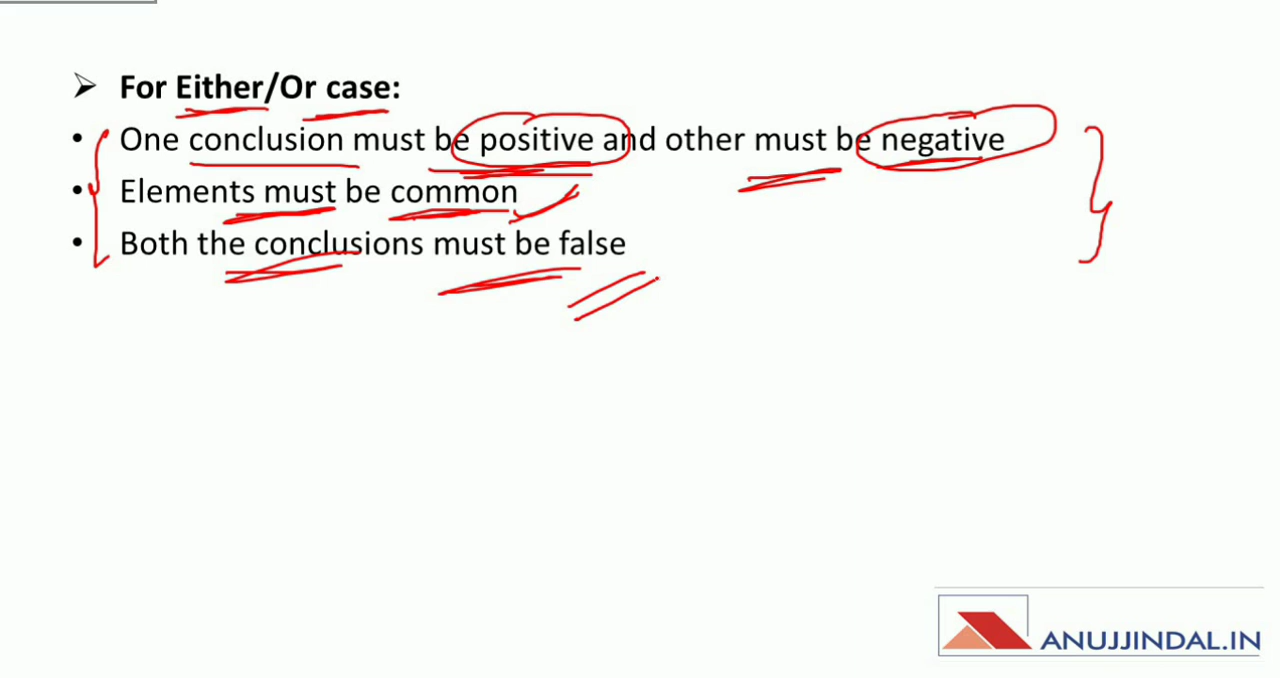 ➢ For Either/Or case:
• One conclusion must be positive and other must be negative
• Elements must be common
• Both the conclusions must be false
ANUJJINDAL.IN